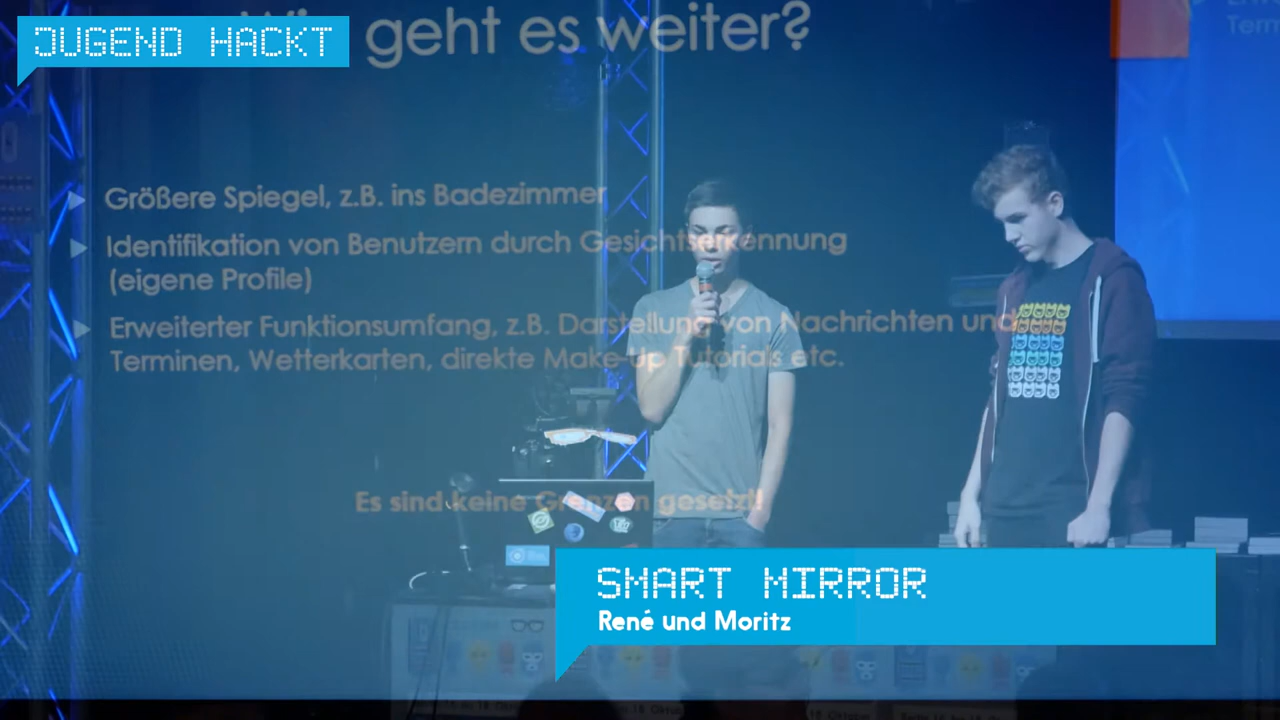 JUGEND HACKT
Wie geht es weiter?
Größere Spiegel, z.B. ins Badezimmer
Identifikation von Benutzern durch Gesichtserkennung
(eigene Profile)
Erweiterter Funktionsumfang, z.B. Darstellung von Nachrichten und
Terminen, Wetterkarten, direkte Make-up Tutorials etc.
Es sind keine Grenzen gesetzt!
SMART MIRROR
René und Moritz